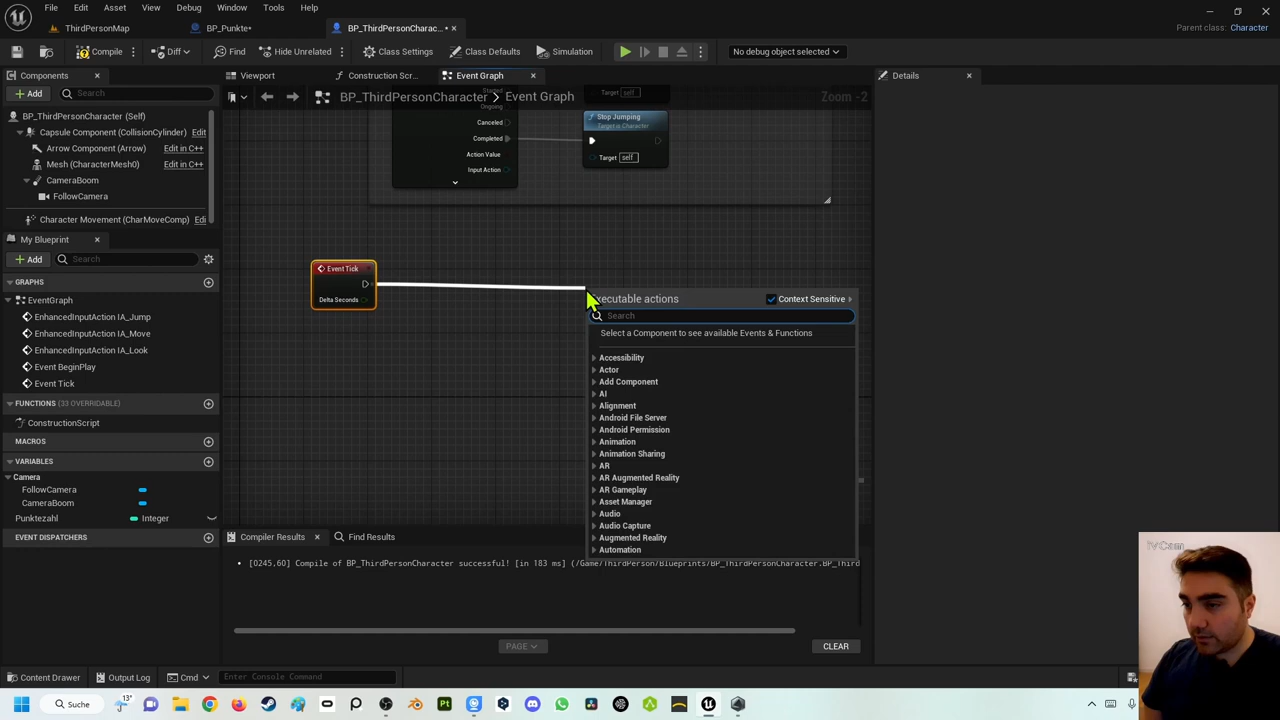 File Edit Asset View Debug Window Tools Help
ThirdPersonMap
BP_Punkte•
BP_ThirdPersonCharac... •
Parent class: Character
Compile
Diff
Find
Hide Unrelated
Class Settings
Class Defaults
Simulation
No debug object selected
Components
Add
Search
BP_ThirdPersonCharacter (Self)
Capsule Component (CollisionCylinder) Edit
Arrow Component (Arrow) Edit in C++
Mesh (CharacterMesh0) Edit in C++
CameraBoom
FollowCamera
Character Movement (CharMoveComp) Edi
My Blueprint
Add
Search
GRAPHS
EventGraph
EnhancedInputAction IA_Jump
EnhancedInputAction IA_Move
EnhancedInputAction IA_Look
Event BeginPlay
Event Tick
FUNCTIONS (33 OVERRIDABLE)
ConstructionScript
MACROS
VARIABLES
Camera
FollowCamera
CameraBoom
Punktezahl Integer
EVENT DISPATCHERS
Viewport
Construction Scr...
Event Graph
BP_ThirdPersonCharacter > Event Graph
Zoom -2
Started
Ongoing
Canceled
Completed
Action Value
Input Action
Target self
Stop Jumping
Target is Character
Target self
Event Tick
Delta Seconds
xecutable actions
Context Sensitive
Search
Select a Component to see available Events & Functions
Accessibility
Actor
Add Component
AI
Alignment
Android File Server
Android Permission
Animation
Animation Sharing
AR
AR Augmented Reality
AR Gameplay
Asset Manager
Audio
Audio Capture
Augmented Reality
Automation
Details
Compiler Results
Find Results
[0245,60] Compile of BP_ThirdPersonCharacter successful! [in 183 ms] (/Game/ThirdPerson/Blueprints/BP_ThirdPersonCharacter.BP_Third
PAGE
CLEAR
iVCam
Content Drawer
Output Log
Cmd
Enter Console Command
Suche
13°